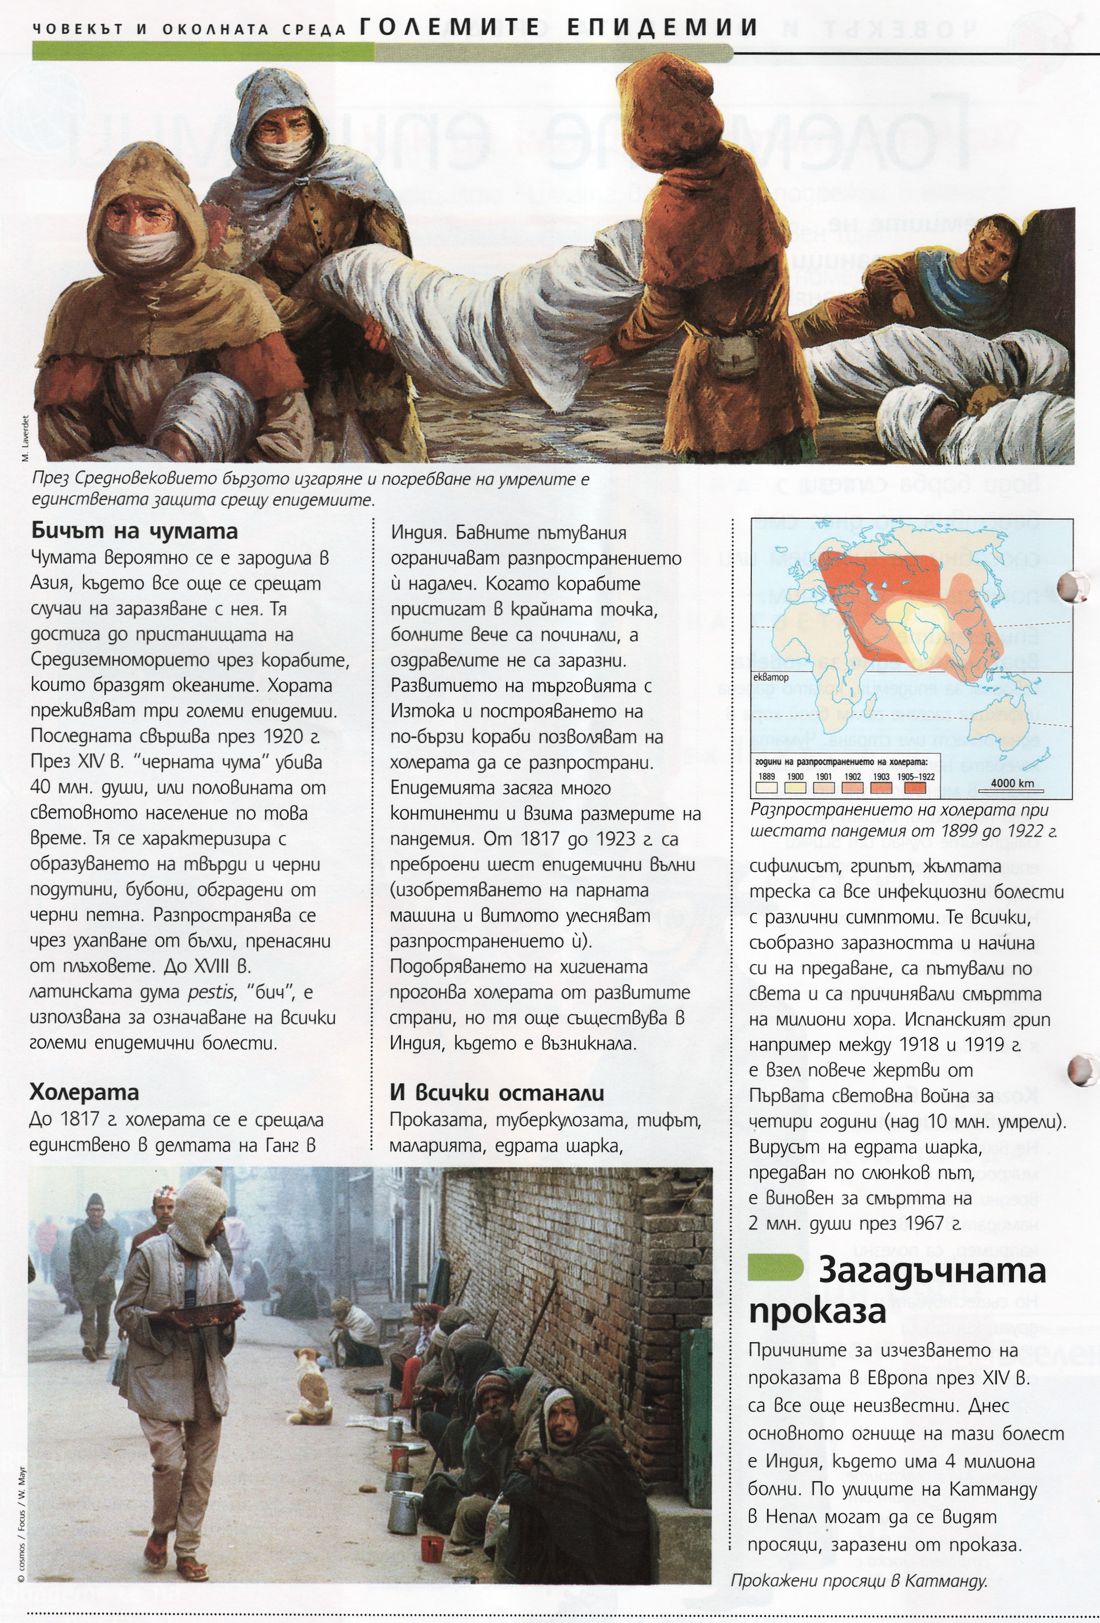 ЧОВЕКЪТ И ОКОЛНАТА СРЕДА ГОЛЕМИТЕ ЕПИДЕМИИ
M. Laverdet
През Средновековието бързото изгаряне и погребване на умрелите е
единствената защита срещу епидемиите.
Бичът на чумата
Чумата вероятно се е зародила в
Азия, където все още се срещат
случаи на заразяване с нея. Тя
достига до пристанищата на
Средиземноморието чрез корабите,
които браздят океаните. Хората
преживяват три големи епидемии.
Последната свършва през 1920 г.
През XIV в. “черната чума” убива
40 млн. души, или половината от
световното население по това
време. Тя се характеризира с
образуването на твърди и черни
подутини, бубони, обградени от
черни петна. Разпространява се
чрез ухапване от бълхи, пренасяни
от плъховете. До XVIII в.
латинската дума pestis, “бич”, е
използвана за означаване на всички
големи епидемични болести.
Холерата
До 1817 г. холерата се е срещала
единствено в делтата на Ганг в
Индия. Бавните пътувания
ограничават разпространението
ѝ надалеч. Когато корабите
пристигат в крайната точка,
болните вече са починали, а
оздравелите не са заразни.
Развитието на търговията с
Изтока и построяването на
по-бързи кораби позволяват на
холерата да се разпространи.
Епидемията засяга много
континенти и взима размерите на
пандемия. От 1817 до 1923 г. са
преброени шест епидемични вълни
(изобретяването на парната
машина и витлото улесняват
разпространението ѝ).
Подобряването на хигиената
прогонва холерата от развитите
страни, но тя още съществува в
Индия, където е възникнала.
И всички останали
Проказата, туберкулозата, тифът,
маларията, едрата шарка,
екватор
години на разпространението на холерата:
1889 1900 1901 1902 1903 1905–1922
4000 km
Разпространението на холерата при
шестата пандемия от 1899 до 1922 г.
сифилисът, грипът, жълтата
треска са все инфекциозни болести
с различни симптоми. Те всички,
съобразно заразността и начина
си на предаване, са пътували по
света и са причинявали смъртта
на милиони хора. Испанският грип
например между 1918 и 1919 г.
е взел повече жертви от
Първата световна война за
четири години (над 10 млн. умрели).
Вирусът на едрата шарка,
предаван по слюнков път,
е виновен за смъртта на
2 млн. души през 1967 г.
Загадъчната
проказа
Причините за изчезването на
проказата в Европа през XIV в.
са все още неизвестни. Днес
основното огнище на тази болест
е Индия, където има 4 милиона
болни. По улиците на Катманду
в Непал могат да се видят
просяци, заразени от проказа.
Прокажени просяци в Катманду.
© cosmos / Focus / W. Mayr